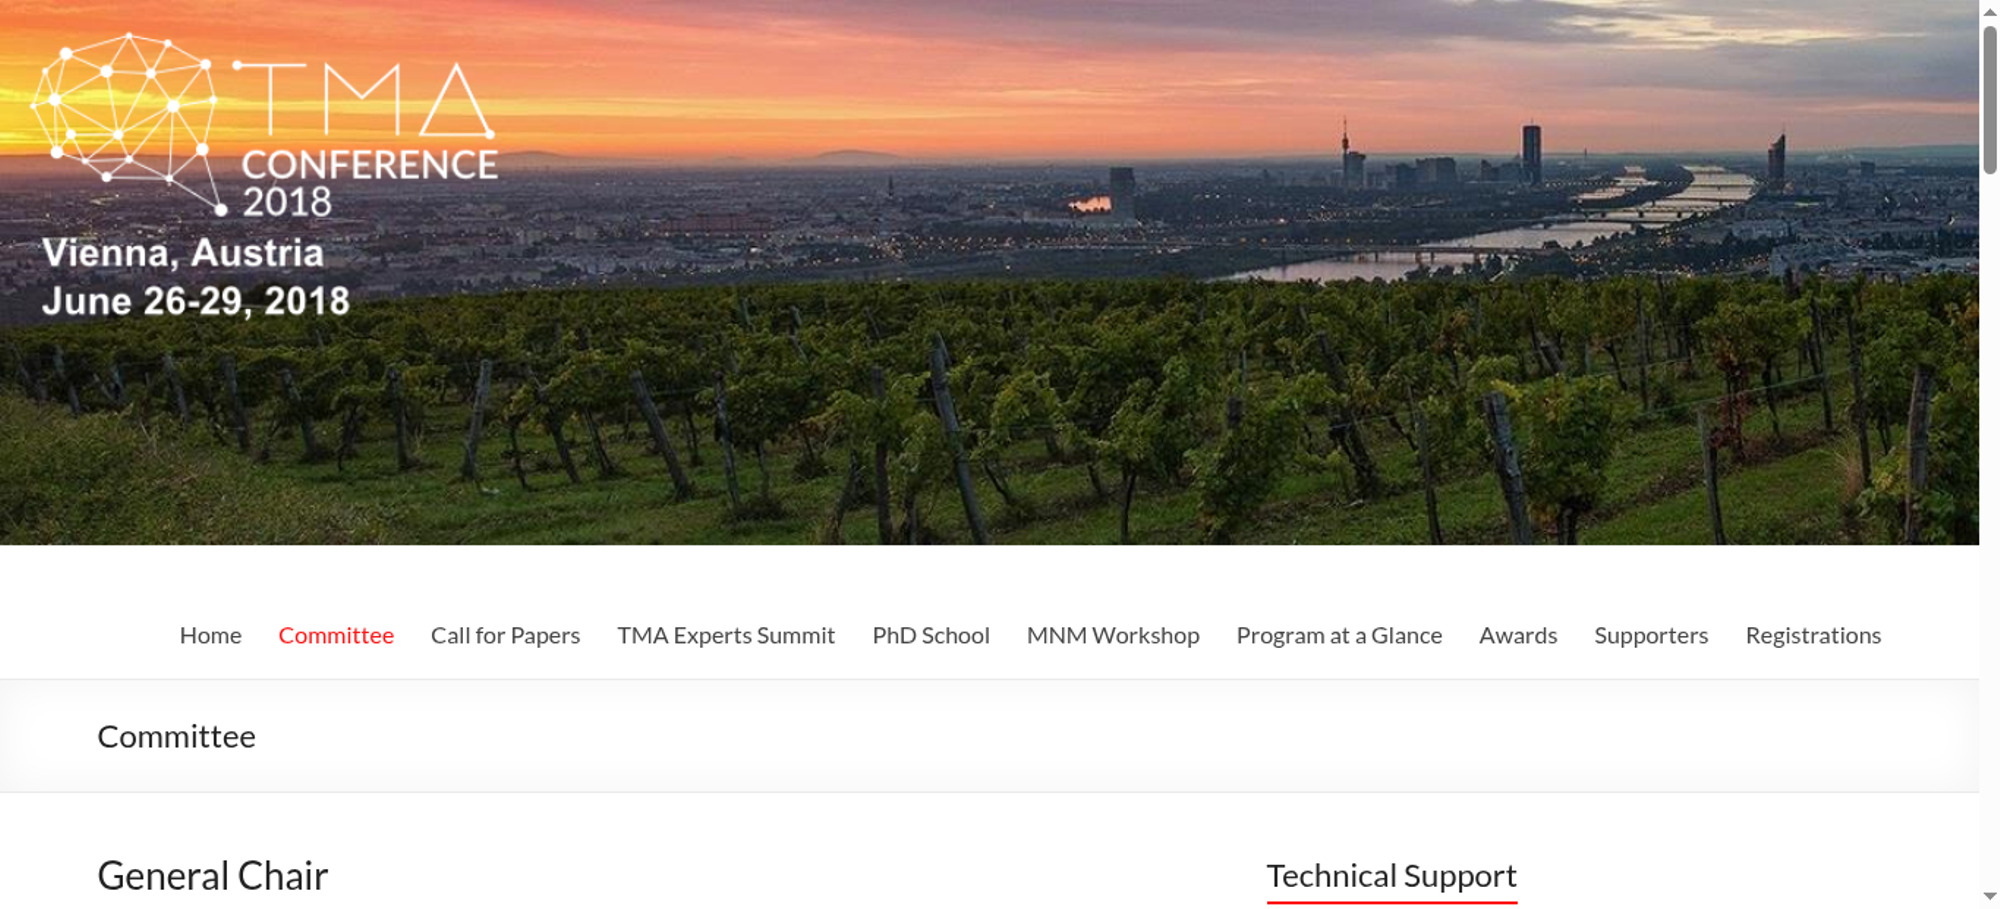 TMA
CONFERENCE
2018
Vienna, Austria
June 26-29, 2018
Home Committee Call for Papers TMA Experts Summit PhD School MNM Workshop Program at a Glance Awards Supporters Registrations
Committee
General Chair
Technical Support